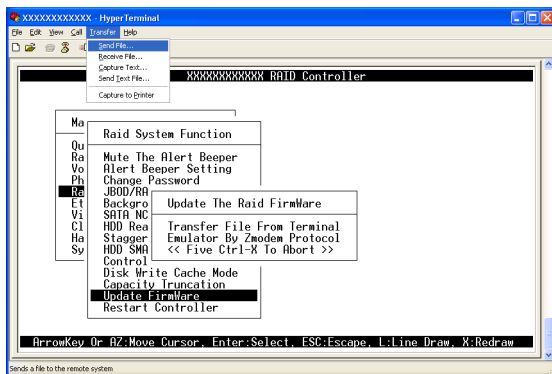 XXXXXXXXXXXX - HyperTerminal
File Edit View Call Transfer Help
Send File...
Receive File...
Capture Text...
Send Text File...
Capture to Printer
XXXXXXXXXXXX RAID Controller
Ma
Qu
Ra
Vo
Ph
Ra
Et
Vi
Cl
Ha
Sy
Raid System Function
Mute The Alert Beeper
Alert Beeper Setting
Change Password
JBOD/RA
Backgro
SATA NC
HDD Rea
Stagger
HDD SMA
Control
Disk Write Cache Mode
Capacity Truncation
Update FirmWare
Restart Controller
Update The Raid FirmWare
Transfer File From Terminal
Emulator By Zmodem Protocol
<< Five Ctrl-X To Abort >>
ArrowKey Or AZ:Move Cursor, Enter:Select, ESC:Escape, L:Line Draw, X:Redraw
Sends a file to the remote system